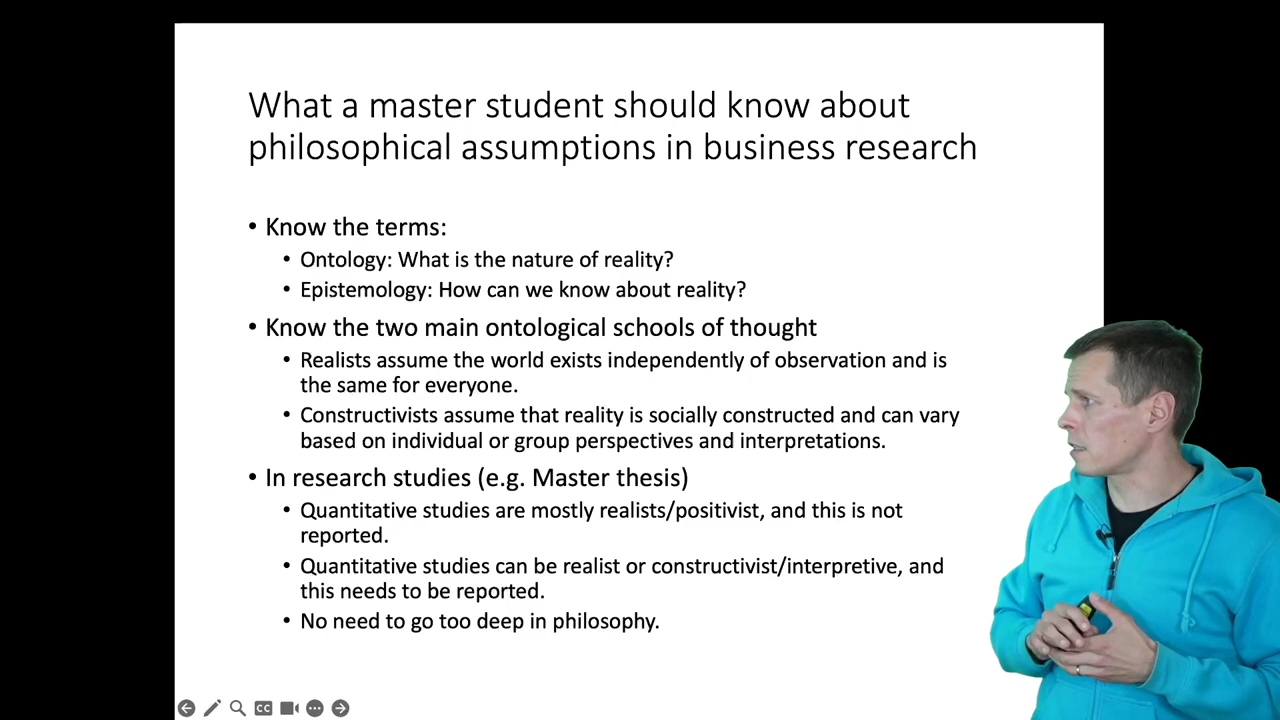 What a master student should know about
philosophical assumptions in business research
• Know the terms:
• Ontology: What is the nature of reality?
• Epistemology: How can we know about reality?
• Know the two main ontological schools of thought
• Realists assume the world exists independently of observation and is
the same for everyone.
• Constructivists assume that reality is socially constructed and can vary
based on individual or group perspectives and interpretations.
• In research studies (e.g. Master thesis)
• Quantitative studies are mostly realists/positivist, and this is not
reported.
• Quantitative studies can be realist or constructivist/interpretive, and
this needs to be reported.
• No need to go too deep in philosophy.
CC